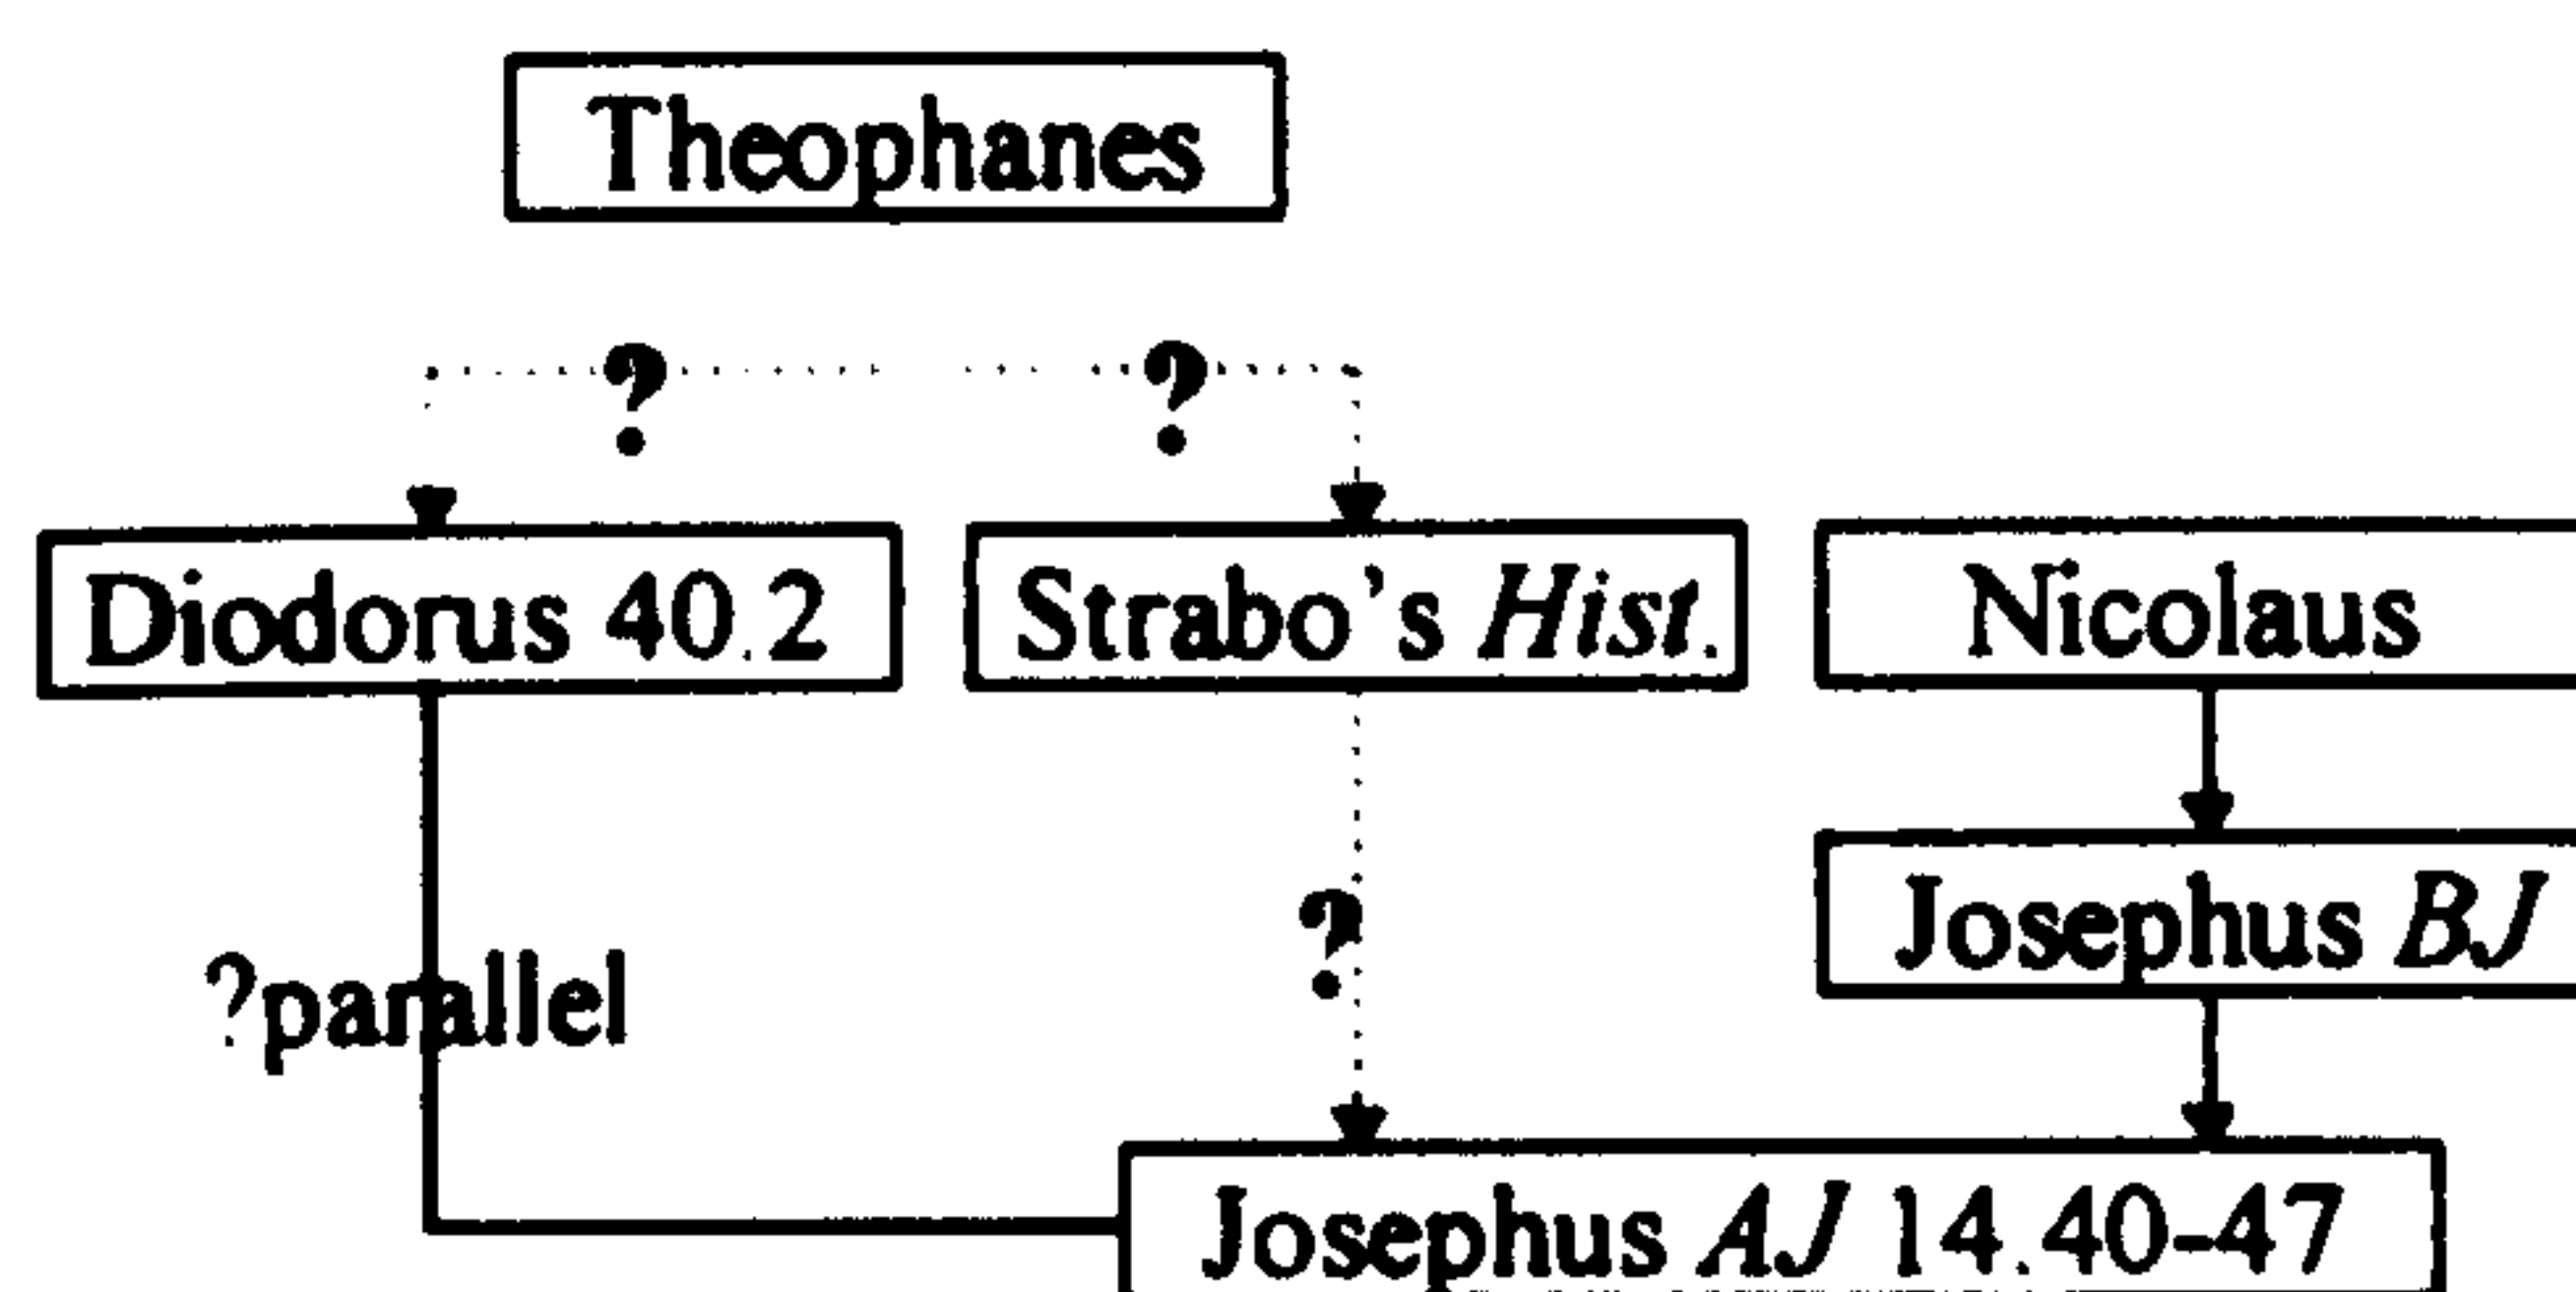 Theophanes
? ?
Diodorus 40.2 Strabo's Hist. Nicolaus
? Josephus BJ
?parallel
Josephus AJ 14.40-47